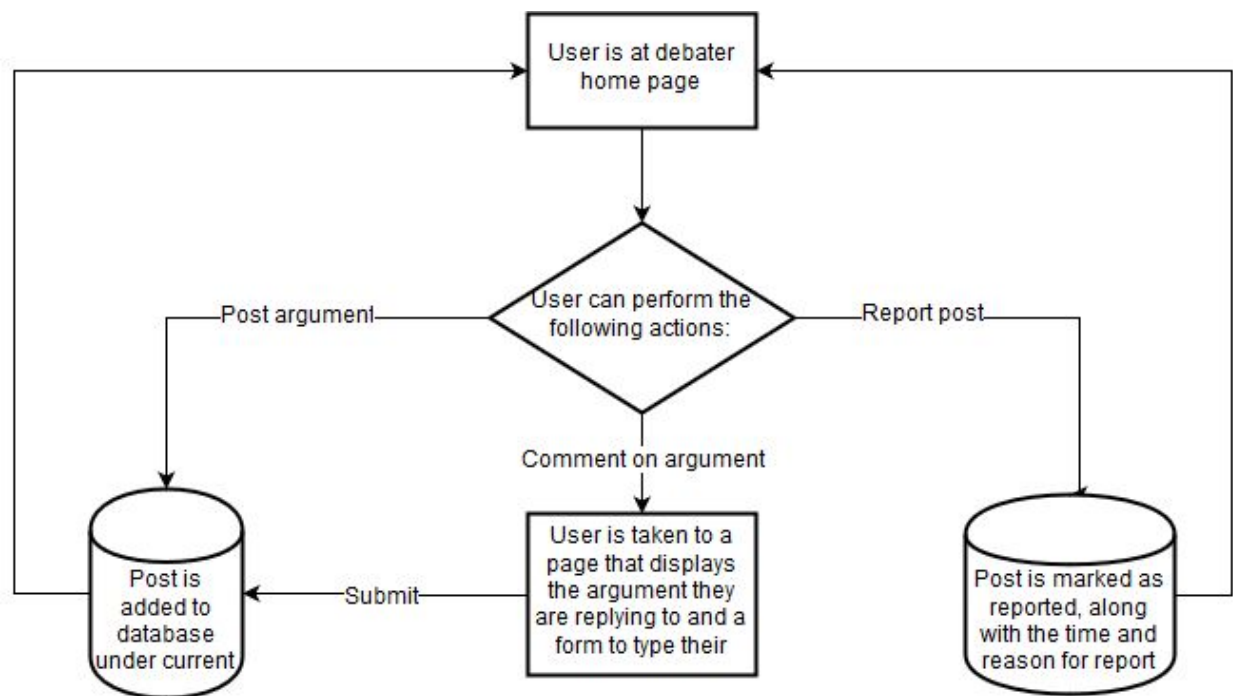 User is at debater
home page
User can perform the
following actions:
Post argument
Report post
Comment on argument
Post is
added to
database
under current
Submit
User is taken to a
page that displays
the argument they
are replying to and a
form to type their
Post is marked as
reported, along
with the time and
reason for report